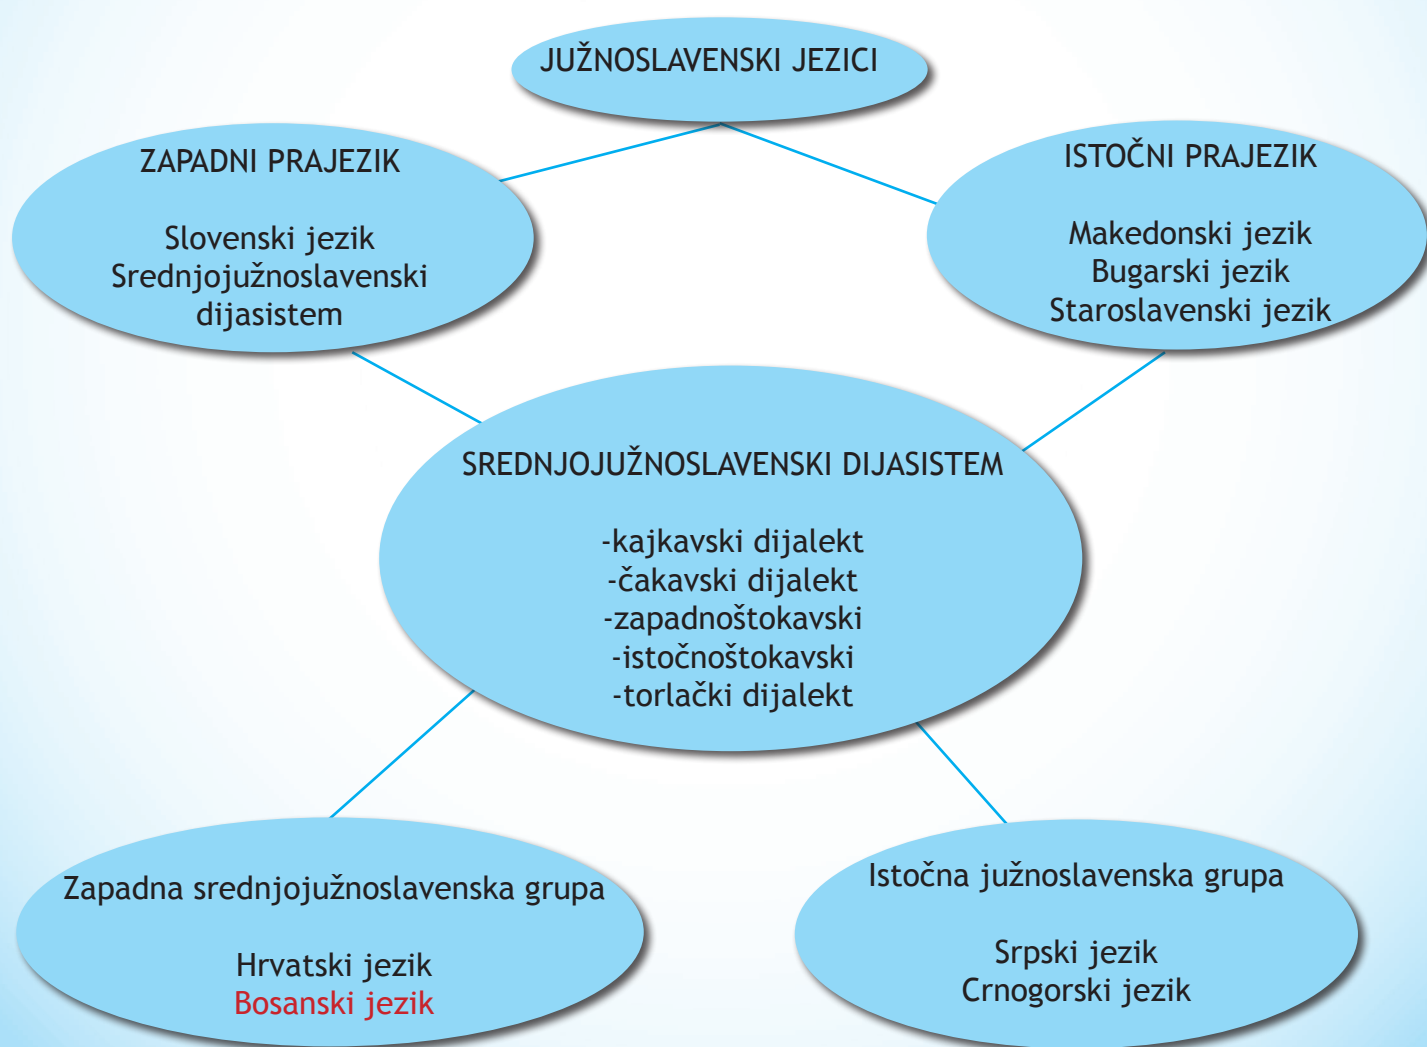 JUŽNOSLAVENSKI JEZICI
ZAPADNI PRAJEZIK
Slovenski jezik
Srednjojužnoslavenski
dijasistem
ISTOČNI PRAJEZIK
Makedonski jezik
Bugarski jezik
Staroslavenski jezik
SREDNJOJUŽNOSLAVENSKI DIJASISTEM
-kajkavski dijalekt
-čakavski dijalekt
-zapadnoštokavski
-istočnoštokavski
-torlački dijalekt
Zapadna srednjojužnoslavenska grupa
Hrvatski jezik
Bosanski jezik
Istočna južnoslavenska grupa
Srpski jezik
Crnogorski jezik